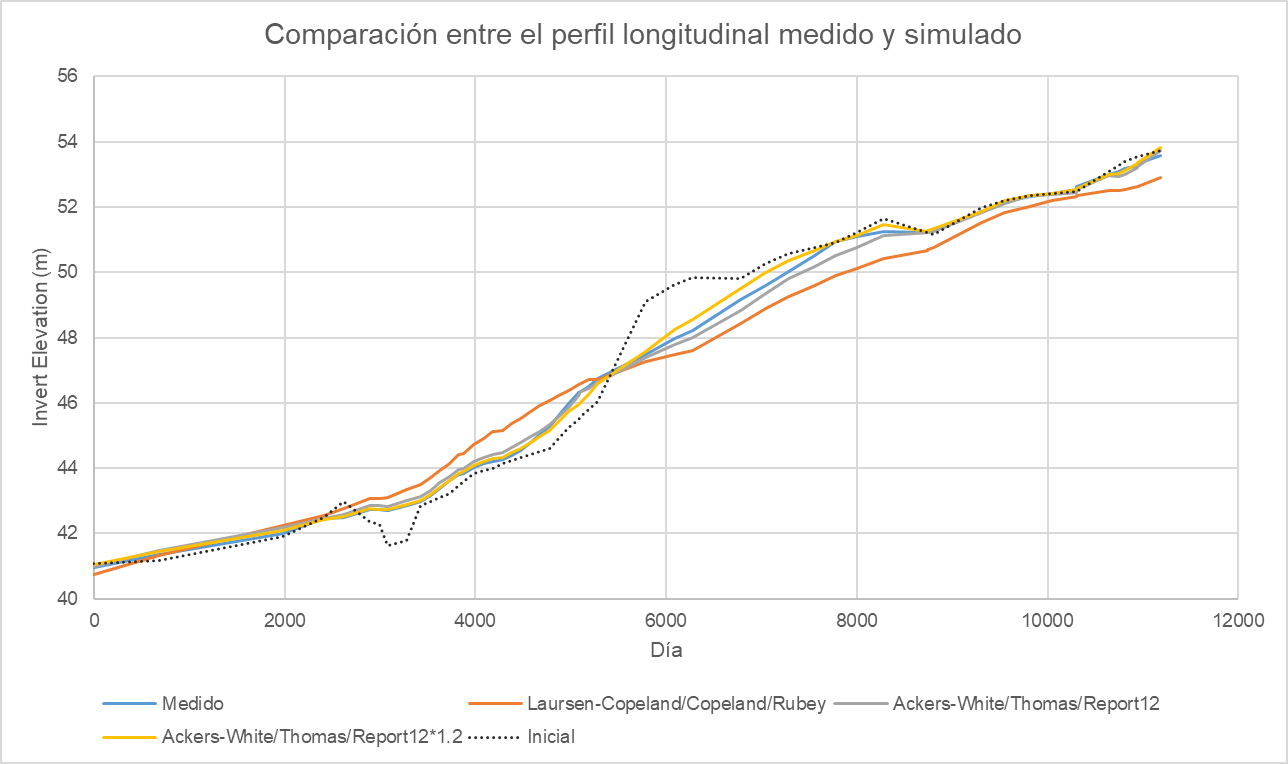 Comparación entre el perfil longitudinal medido y simulado
Invert Elevation (m)
56
54
52
50
48
46
44
42
40
0 2000 4000 6000 8000 10000 12000
Día
Medido Laursen-Copeland/Copeland/Rubey Ackers-White/Thomas/Report12
Ackers-White/Thomas/Report12*1.2 Inicial